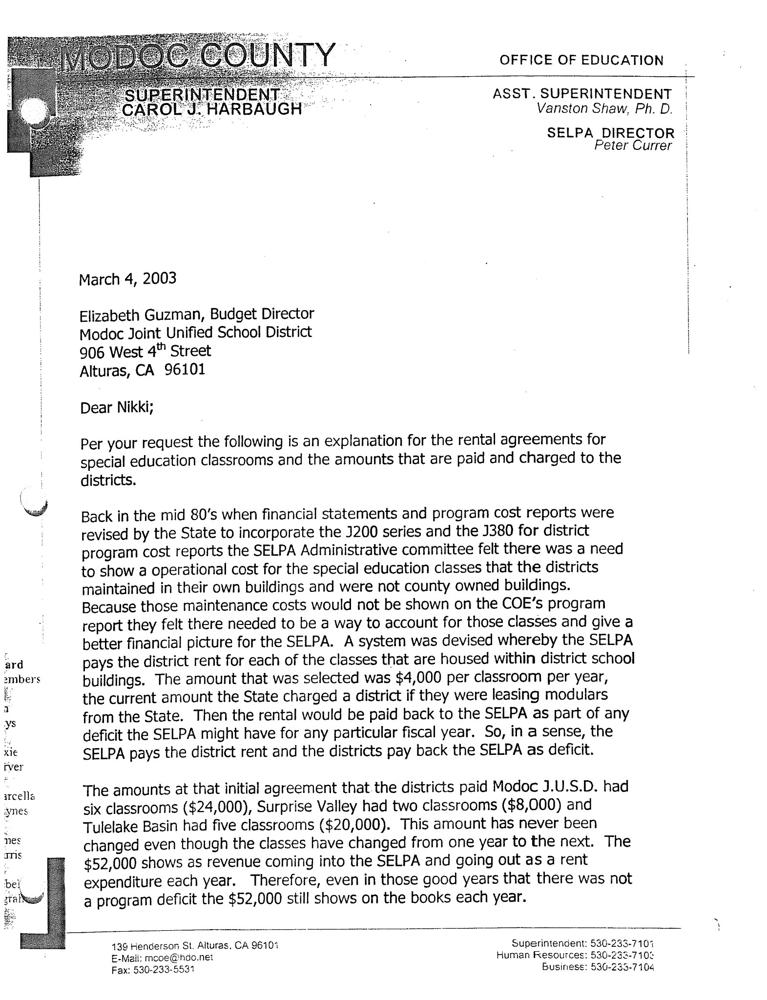 MODOC COUNTY
OFFICE OF EDUCATION
SUPERINTENDENT
CAROL J. HARBAUGH
ASST. SUPERINTENDENT
Vanston Shaw, Ph. D.
SELPA DIRECTOR
Peter Currer
March 4, 2003
Elizabeth Guzman, Budget Director
Modoc Joint Unified School District
906 West 4th Street
Alturas, CA 96101
Dear Nikki;
Per your request the following is an explanation for the rental agreements for
special education classrooms and the amounts that are paid and charged to the
districts.
Back in the mid 80's when financial statements and program cost reports were
revised by the State to incorporate the J200 series and the J380 for district
program cost reports the SELPA Administrative committee felt there was a need
to show a operational cost for the special education classes that the districts
maintained in their own buildings and were not county owned buildings.
Because those maintenance costs would not be shown on the COE's program
report they felt there needed to be a way to account for those classes and give a
better financial picture for the SELPA. A system was devised whereby the SELPA
pays the district rent for each of the classes that are housed within district school
buildings. The amount that was selected was $4,000 per classroom per year,
the current amount the State charged a district if they were leasing modulars
from the State. Then the rental would be paid back to the SELPA as part of any
deficit the SELPA might have for any particular fiscal year. So, in a sense, the
SELPA pays the district rent and the districts pay back the SELPA as deficit.
The amounts at that initial agreement that the districts paid Modoc J.U.S.D. had
six classrooms ($24,000), Surprise Valley had two classrooms ($8,000) and
Tulelake Basin had five classrooms ($20,000). This amount has never been
changed even though the classes have changed from one year to the next. The
$52,000 shows as revenue coming into the SELPA and going out as a rent
expenditure each year. Therefore, even in those good years that there was not
a program deficit the $52,000 still shows on the books each year.
ard
embers
ys
xie
rver
arcella
ynes
nes
rris
bel
grah
139 Henderson St. Alturas, CA 96101
E-Mail: mcoe@hdo.net
Fax: 530-233-5531
Superintendent: 530-233-7101
Human Resources: 530-233-7103
Business: 530-233-7104